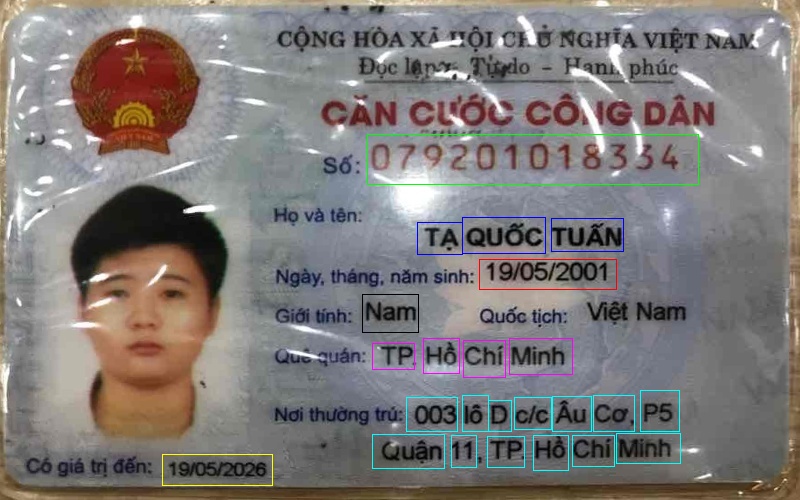 CỘNG HÒA XÃ HỘI CHỦ NGHĨA VIỆT NAM
Độc lập - Tự do - Hạnh phúc
CĂN CƯỚC CÔNG DÂN
Số: 079201018334
Họ và tên:
TẠ QUỐC TUẤN
Ngày, tháng, năm sinh: 19/05/2001
Giới tính: Nam Quốc tịch: Việt Nam
Quê quán: TP. Hồ Chí Minh
Nơi thường trú: 003 lô D c/c Âu Cơ, P5
Quận 11, TP. Hồ Chí Minh
Có giá trị đến: 19/05/2026